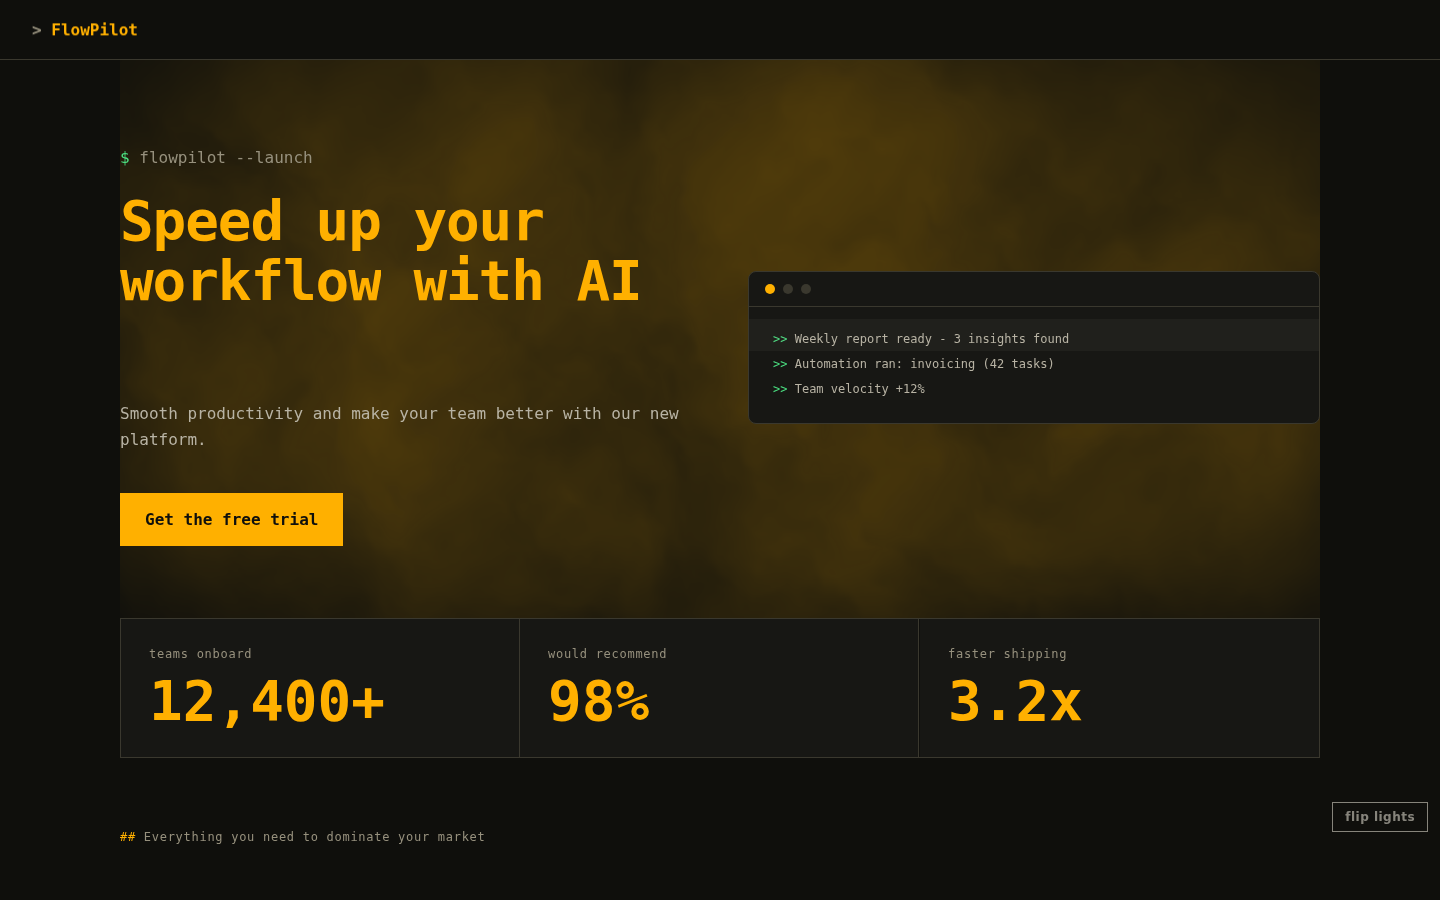 > FlowPilot
$ flowpilot --launch
Speed up your
workflow with AI
Smooth productivity and make your team better with our new
platform.
Get the free trial
>> Weekly report ready - 3 insights found
>> Automation ran: invoicing (42 tasks)
>> Team velocity +12%
teams onboard
12,400+
would recommend
98%
faster shipping
3.2x
flip lights
## Everything you need to dominate your market